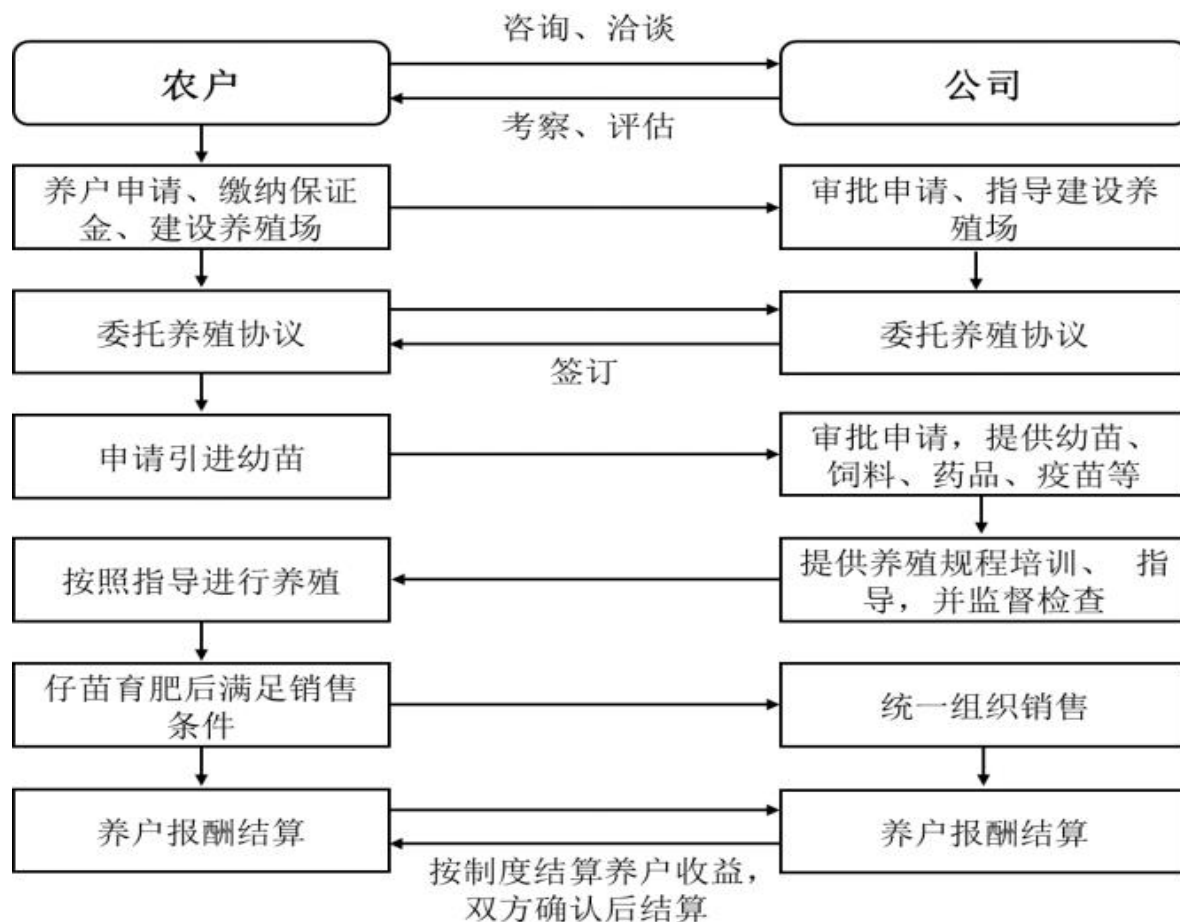 咨询、洽谈
农户
公司
考察、评估
养户申请、缴纳保证
金、建设养殖场
审批申请、指导建设养
殖场
委托养殖协议
委托养殖协议
签订
申请引进幼苗
审批申请，提供幼苗、
饲料、药品、疫苗等
按照指导进行养殖
提供养殖规程培训、 指
导，并监督检查
仔苗育肥后满足销售
条件
统一组织销售
养户报酬结算
养户报酬结算
按制度结算养户收益，
双方确认后结算